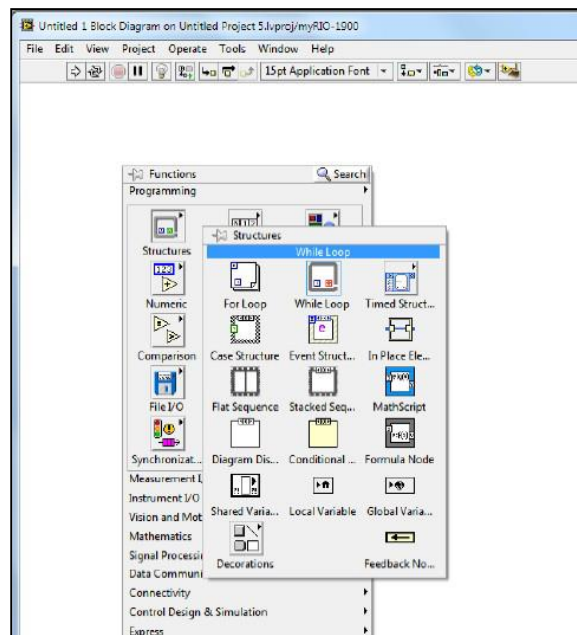 Untitled 1 Block Diagram on Untitled Project 5.lvproj/myRIO-1900
File Edit View Project Operate Tools Window Help
15pt Application Font
Functions Search
Programming
Structures
Structures
While Loop
Numeric
For Loop While Loop Timed Struct...
Comparison
Case Structure Event Struct... In Place Ele...
File I/O
Flat Sequence Stacked Seq... MathScript
Synchronizat...
Diagram Dis... Conditional ... Formula Node
Measurement I
Instrument I/O
Shared Varia... Local Variable Global Varia...
Vision and Mot
Mathematics
Signal Processi
Decorations Feedback No...
Data Communi
Connectivity
Control Design & Simulation
Express